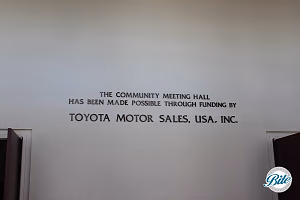 THE COMMUNITY MEETING HALL
HAS BEEN MADE POSSIBLE THROUGH FUNDING BY
TOYOTA MOTOR SALES, USA, INC.
Bite